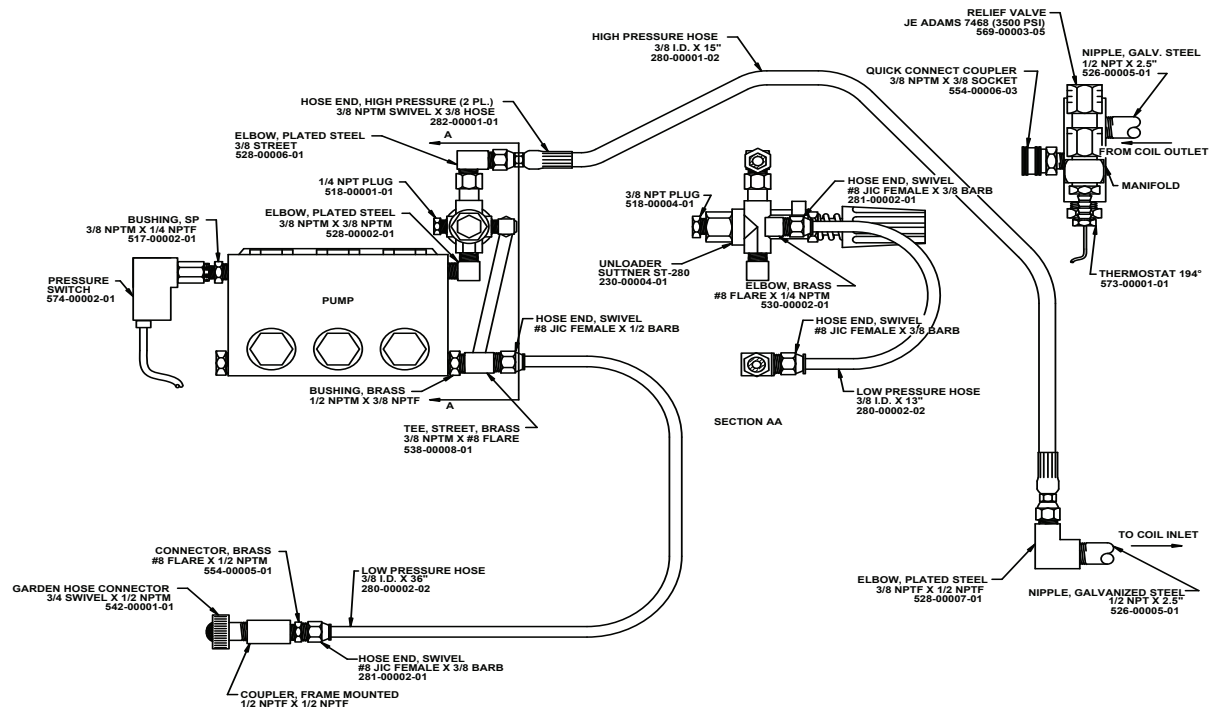 RELIEF VALVE
JE ADAMS 7468 (3500 PSI)
569-00003-05
HIGH PRESSURE HOSE
3/8 I.D. X 15"
280-00001-02
NIPPLE, GALV. STEEL
1/2 NPT X 2.5"
526-00005-01
QUICK CONNECT COUPLER
3/8 NPTM X 3/8 SOCKET
554-00006-03
HOSE END, HIGH PRESSURE (2 PL.)
3/8 NPTM SWIVEL X 3/8 HOSE
282-00001-01
ELBOW, PLATED STEEL
3/8 STREET
528-00006-01
A
FROM COIL OUTLET
1/4 NPT PLUG
518-00001-01
3/8 NPT PLUG
518-00004-01
HOSE END, SWIVEL
#8 JIC FEMALE X 3/8 BARB
281-00002-01
MANIFOLD
ELBOW, PLATED STEEL
3/8 NPTM X 3/8 NPTM
528-00002-01
BUSHING, SP
3/8 NPTM X 1/4 NPTF
517-00002-01
UNLOADER
SUTTNER ST-280
230-00004-01
THERMOSTAT 194°
573-00001-01
PRESSURE
SWITCH
574-00002-01
ELBOW, BRASS
#8 FLARE X 1/4 NPTM
530-00002-01
PUMP
HOSE END, SWIVEL
#8 JIC FEMALE X 1/2 BARB
HOSE END, SWIVEL
#8 JIC FEMALE X 3/8 BARB
BUSHING, BRASS
1/2 NPTM X 3/8 NPTF
A
LOW PRESSURE HOSE
3/8 I.D. X 13"
280-00002-02
SECTION AA
TEE, STREET, BRASS
3/8 NPTM X #8 FLARE
538-00008-01
TO COIL INLET
CONNECTOR, BRASS
#8 FLARE X 1/2 NPTM
554-00005-01
LOW PRESSURE HOSE
3/8 I.D. X 36"
280-00002-02
ELBOW, PLATED STEEL
3/8 NPTF X 1/2 NPTF
528-00007-01
GARDEN HOSE CONNECTOR
3/4 SWIVEL X 1/2 NPTM
542-00001-01
NIPPLE, GALVANIZED STEEL
1/2 NPT X 2.5"
526-00005-01
HOSE END, SWIVEL
#8 JIC FEMALE X 3/8 BARB
281-00002-01
COUPLER, FRAME MOUNTED
1/2 NPTF X 1/2 NPTF